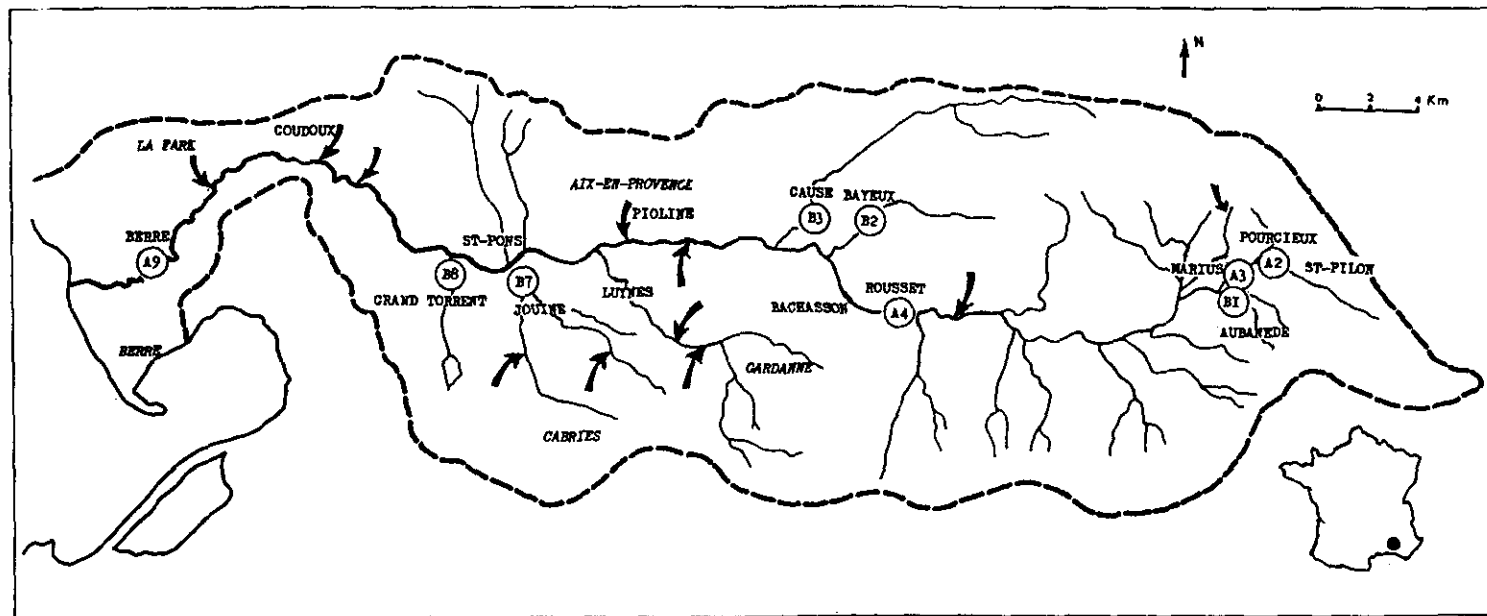 N
0 2 4 Km
COUDOUX
LA FARE
AIX-EN-PROVENCE
PIOLINE
CAUSE
BAYEUX
B3
B2
ST-PONS
BERRE
A9
B8
GRAND TORRENT
B7
JOUINE
LUYNES
BACHASSON
ROUSSET
A4
MARIUS
POURCIEUX
A3
A2
ST-PILON
B1
AUBANEDE
BERRE
GARDANNE
CABRIES